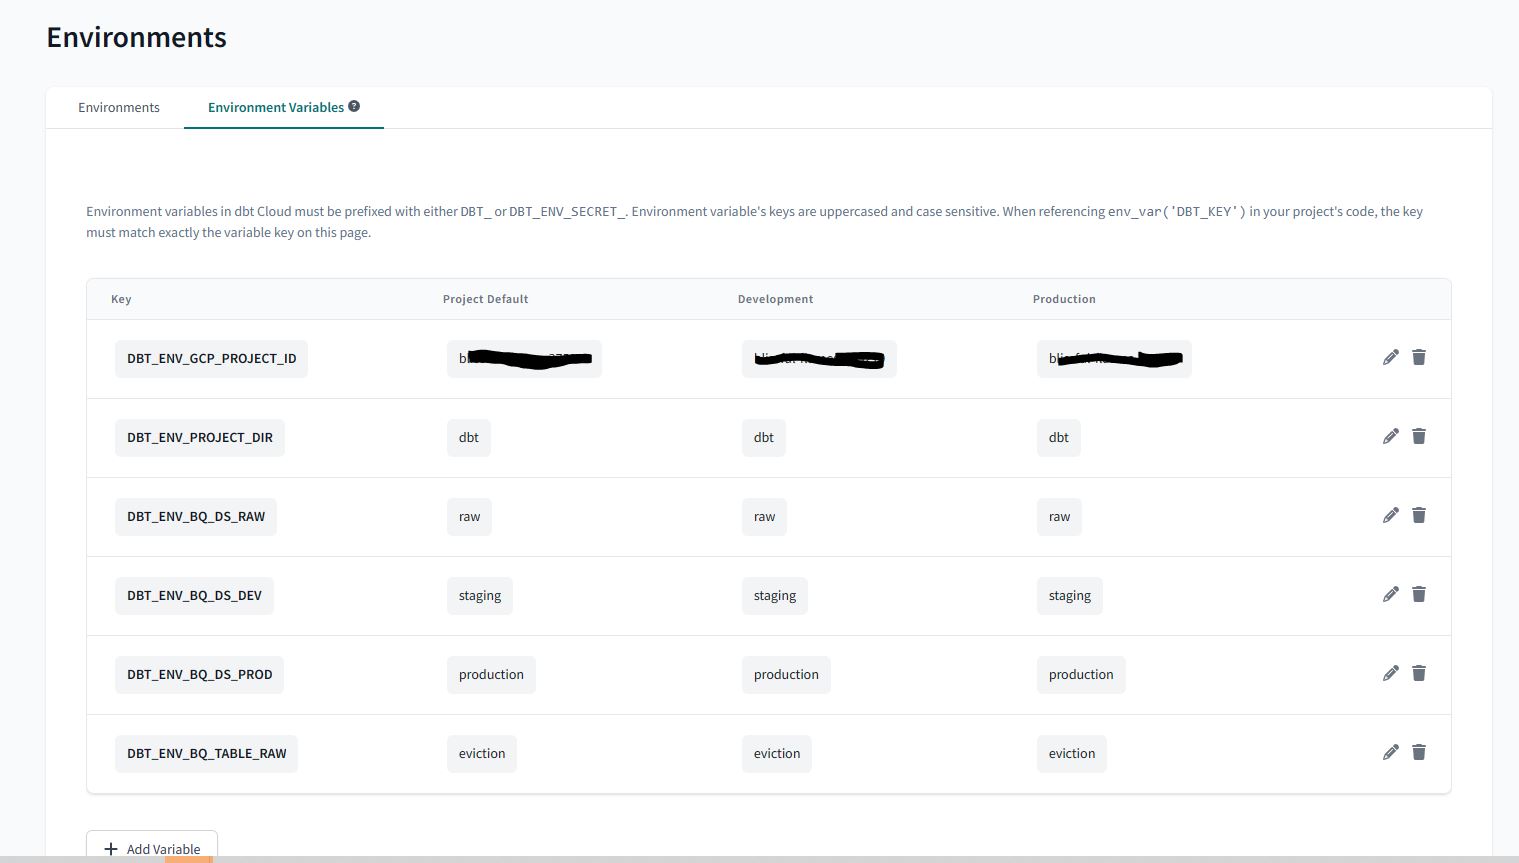 Environments
Environments Environment Variables ?
Environment variables in dbt Cloud must be prefixed with either DBT_ or DBT_ENV_SECRET_. Environment variable's keys are uppercased and case sensitive. When referencing env_var('DBT_KEY') in your project's code, the key
must match exactly the variable key on this page.
Key Project Default Development Production
DBT_ENV_GCP_PROJECT_ID
DBT_ENV_PROJECT_DIR dbt dbt dbt
DBT_ENV_BQ_DS_RAW raw raw raw
DBT_ENV_BQ_DS_DEV staging staging staging
DBT_ENV_BQ_DS_PROD production production production
DBT_ENV_BQ_TABLE_RAW eviction eviction eviction
+ Add Variable